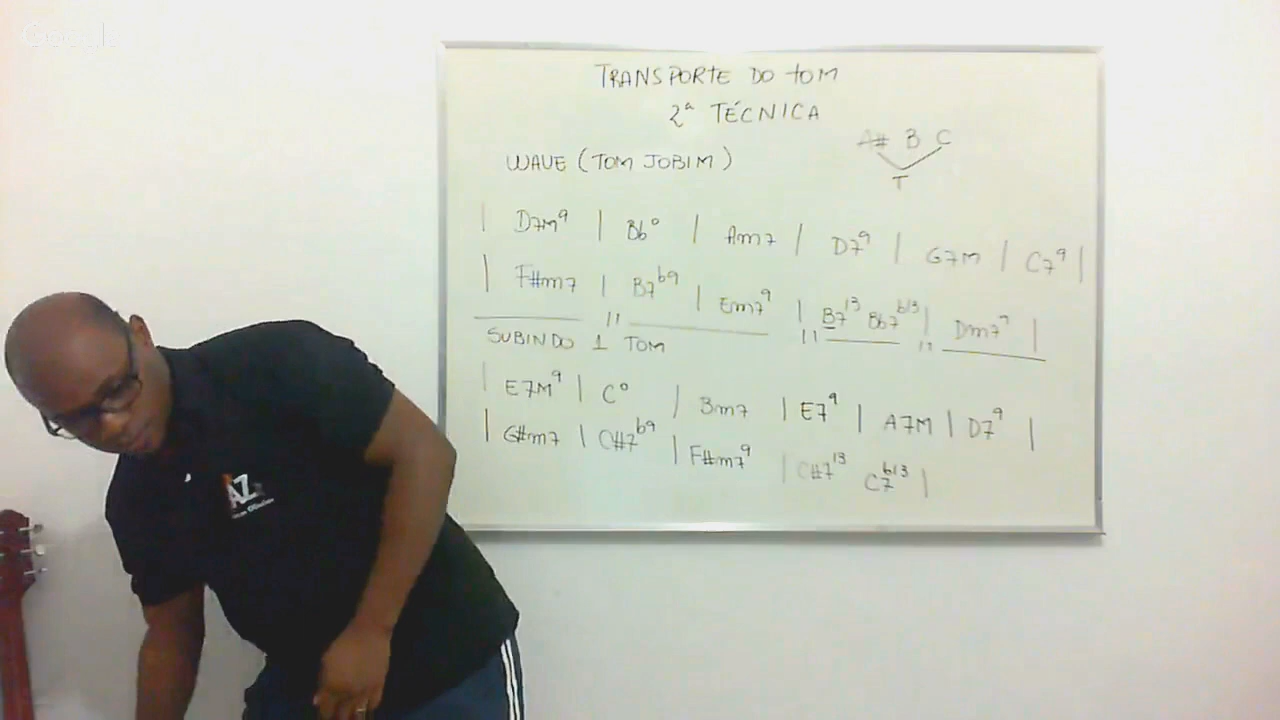 TRANSPORTE DO TOM
2ª TÉCNICA
A# B C
T
WAVE (TOM JOBIM)
| D7M⁹ | Bb° | Am7 | D7⁹ | G7M | C7⁹ |
| F#m7 | B7ᵇ⁹ | Em7⁹ | B7¹³ Bb7ᵇ¹³ | Dm7⁹ |
SUBINDO 1 TOM
| E7M⁹ | C° | Bm7 | E7⁹ | A7M | D7⁹ |
| G#m7 | C#7ᵇ⁹ | F#m7⁹ | C#7¹³ C7ᵇ¹³ |
AZ